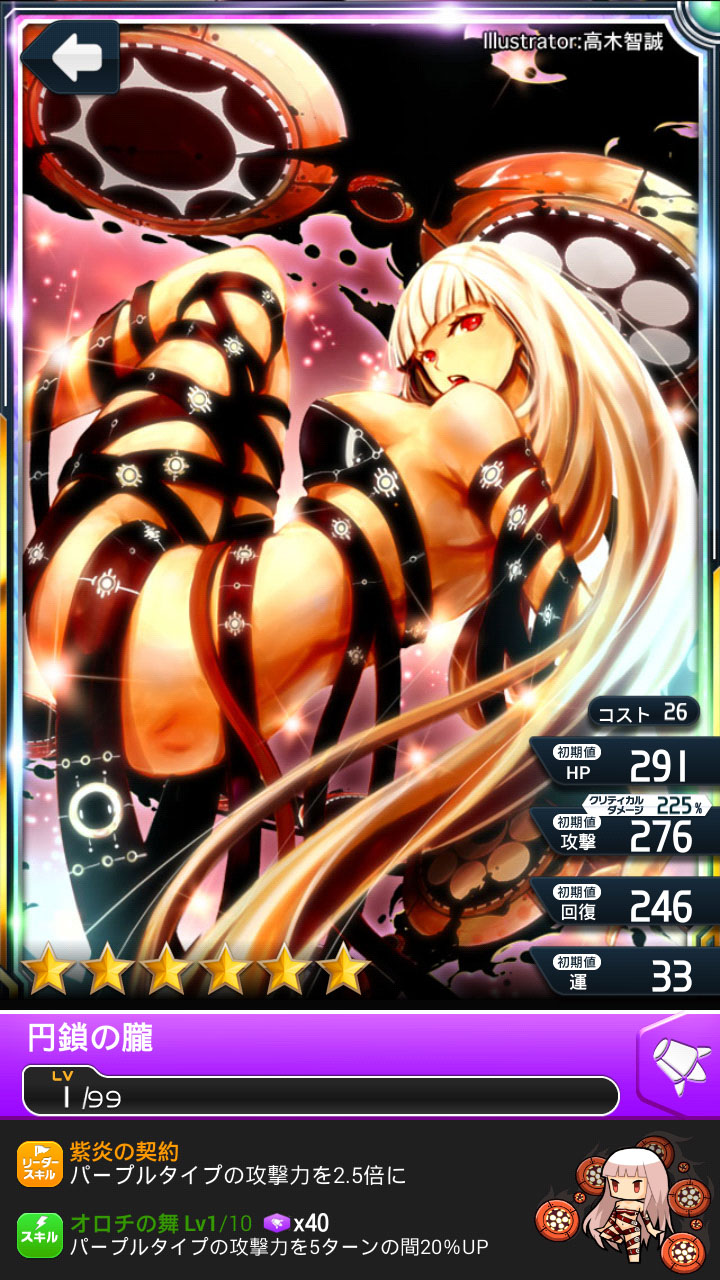 Illustrator:高木智誠
コスト 26
初期値
HP 291
クリティカル
ダメージ 225%
初期値
攻撃 276
初期値
回復 246
初期値
運 33
円鎖の朧
LV
1/99
リーダー
スキル
紫炎の契約
パープルタイプの攻撃力を2.5倍に
スキル
オロチの舞 Lv1/10 x40
パープルタイプの攻撃力を5ターンの間20%UP